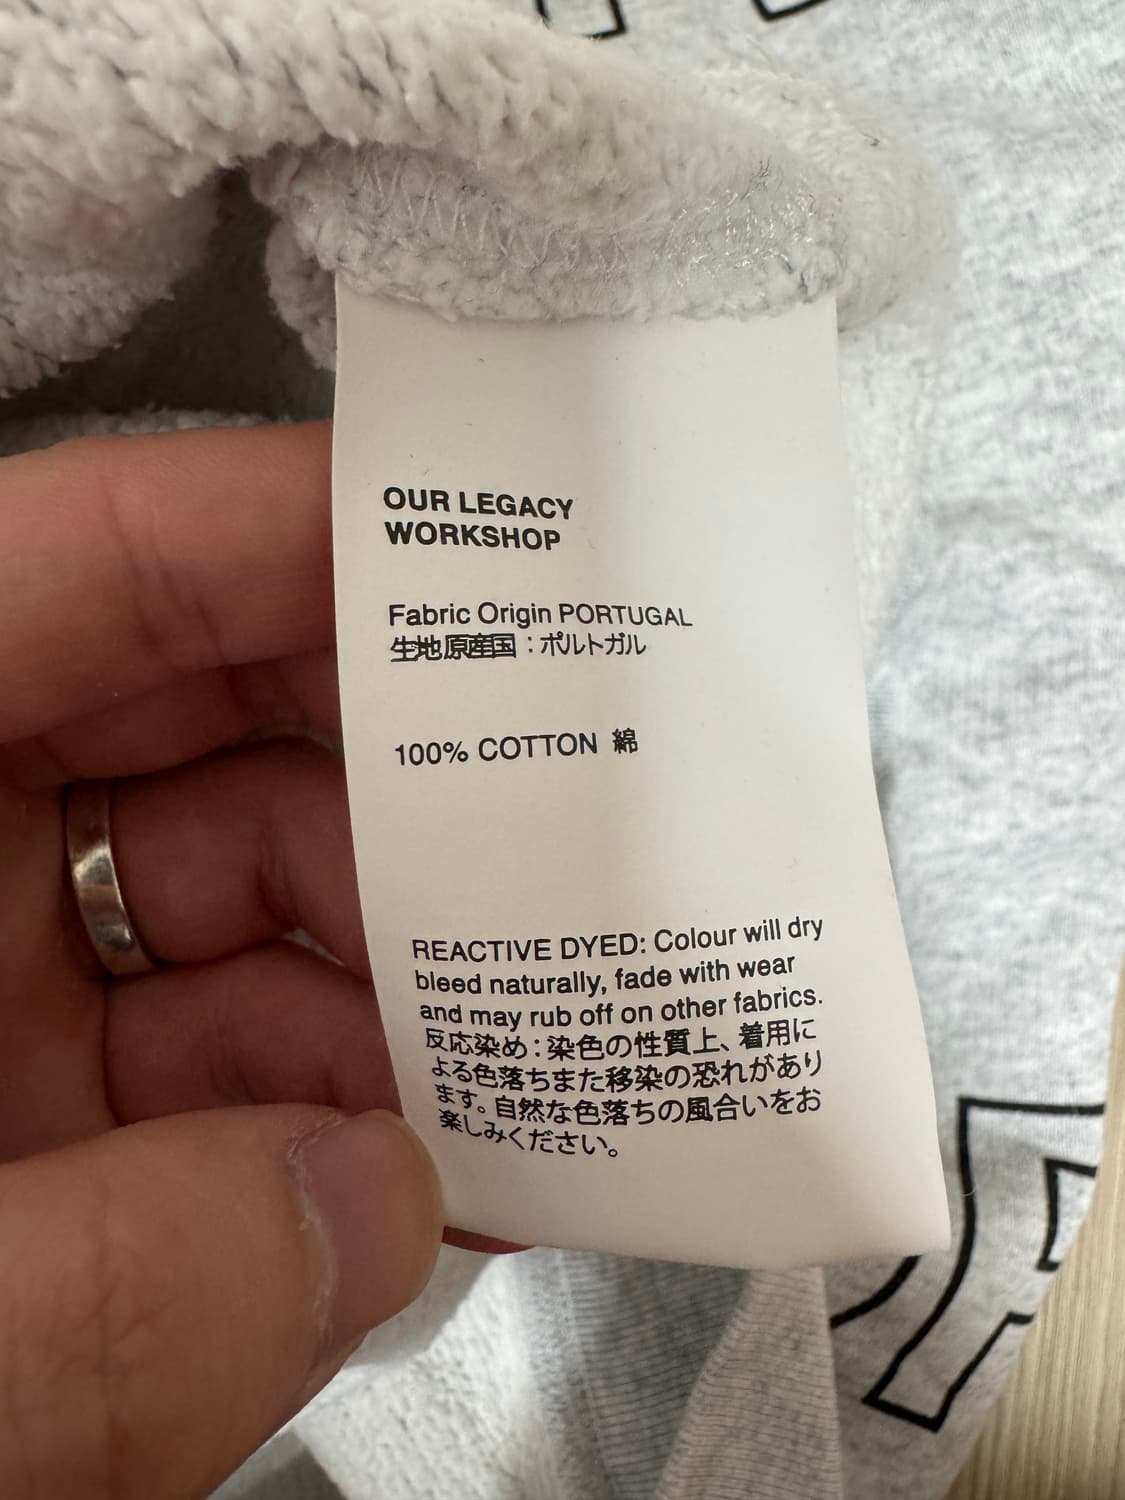 OUR LEGACY
WORKSHOP
Fabric Origin PORTUGAL
生地原産国：ポルトガル
100% COTTON 綿
REACTIVE DYED: Colour will dry
bleed naturally, fade with wear
and may rub off on other fabrics.
反応染め：染色の性質上、着用に
よる色落ちまた移染の恐れがあり
ます。自然な色落ちの風合いをお
楽しみください。